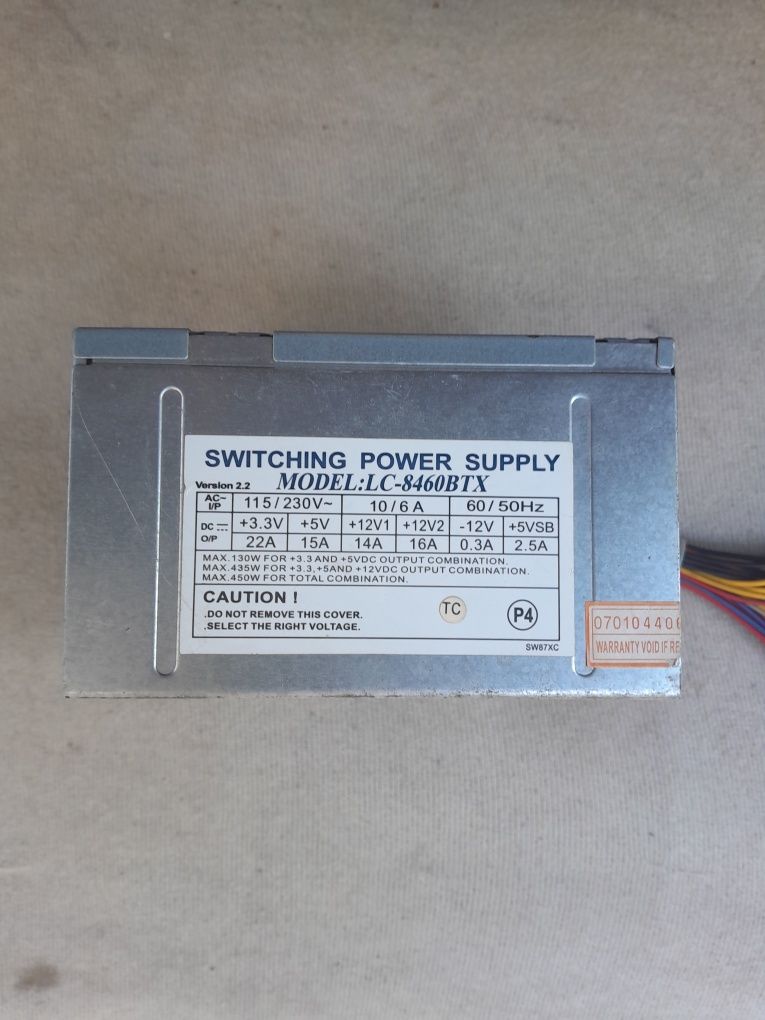 SWITCHING POWER SUPPLY
Version 2.2 MODEL:LC-8460BTX
AC~ I/P 115/230V~ 10/6A 60/50Hz
DC O/P +3.3V +5V +12V1 +12V2 -12V +5VSB
22A 15A 14A 16A 0.3A 2.5A
MAX.130W FOR +3.3 AND +5VDC OUTPUT COMBINATION.
MAX.435W FOR +3.3,+5AND +12VDC OUTPUT COMBINATION.
MAX.450W FOR TOTAL COMBINATION.
CAUTION !
.DO NOT REMOVE THIS COVER.
.SELECT THE RIGHT VOLTAGE.
TC
P4
SW87XC
07010440
WARRANTY VOID IF RE